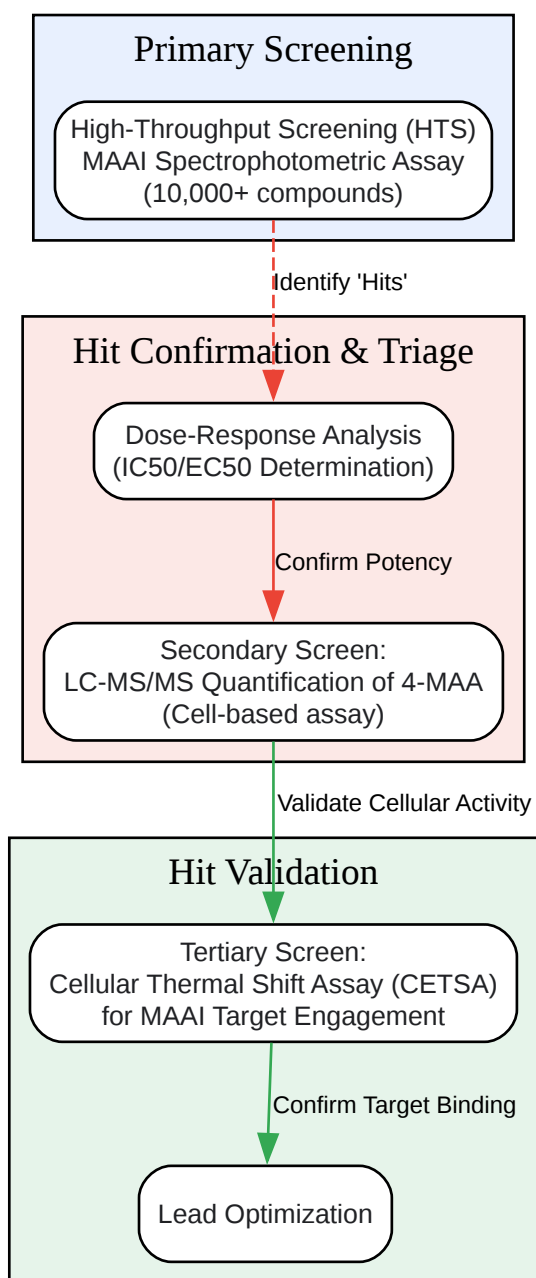 Primary Screening
High-Throughput Screening (HTS)
MAAI Spectrophotometric Assay
(10,000+ compounds)
Identify 'Hits'
Hit Confirmation & Triage
Dose-Response Analysis
(IC50/EC50 Determination)
Confirm Potency
Secondary Screen:
LC-MS/MS Quantification of 4-MAA
(Cell-based assay)
Validate Cellular Activity
Hit Validation
Tertiary Screen:
Cellular Thermal Shift Assay (CETSA)
for MAAI Target Engagement
Confirm Target Binding
Lead Optimization